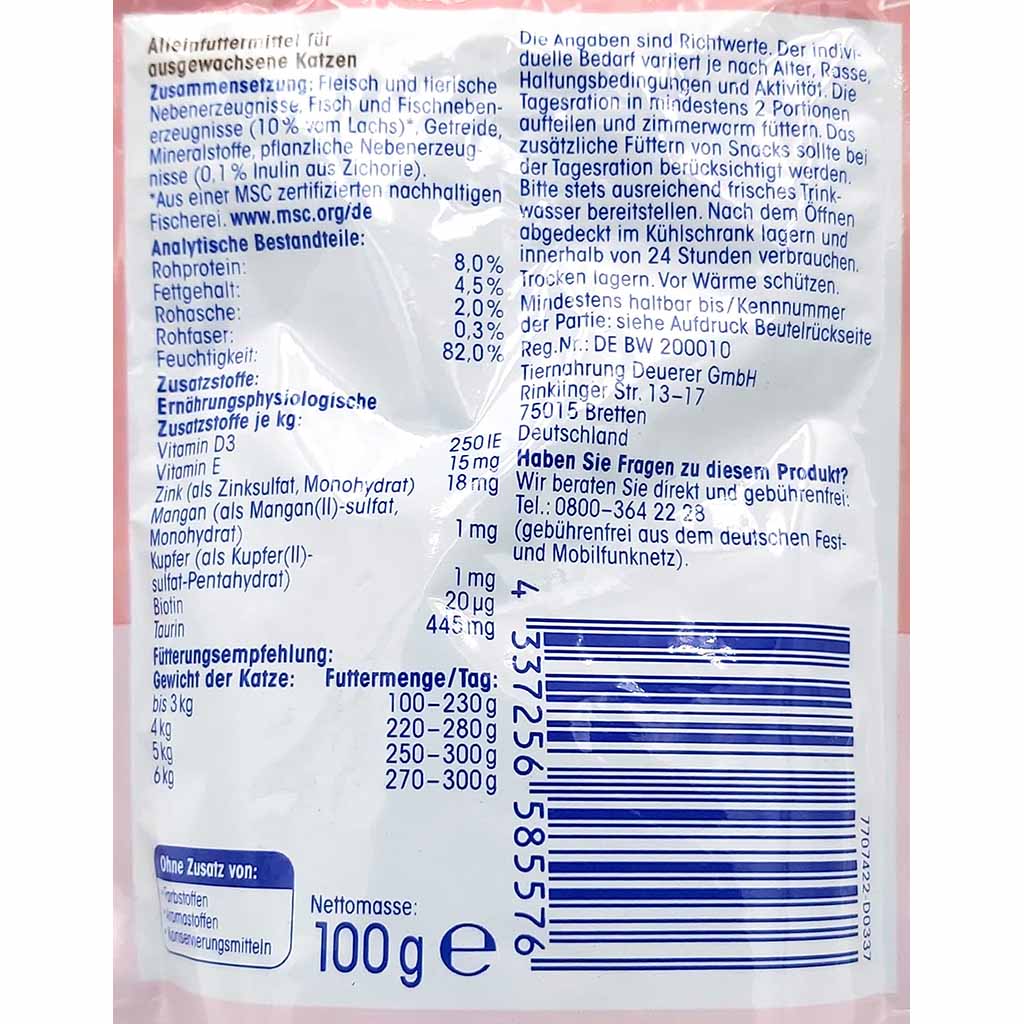 Alleinfuttermittel für
ausgewachsene Katzen
Zusammensetzung: Fleisch und tierische
Nebenerzeugnisse, Fisch und Fischneben-
erzeugnisse (10% vom Lachs)*, Getreide,
Mineralstoffe, pflanzliche Nebenerzeug-
nisse (0,1% Inulin aus Zichorie).
*Aus einer MSC zertifizierten nachhaltigen
Fischerei. www.msc.org/de
Analytische Bestandteile:
Rohprotein: 8,0%
Fettgehalt: 4,5%
Rohasche: 2,0%
Rohfaser: 0,3%
Feuchtigkeit: 82,0%
Zusatzstoffe:
Ernährungsphysiologische
Zusatzstoffe je kg:
Vitamin D3 250 IE
Vitamin E 15 mg
Zink (als Zinksulfat, Monohydrat) 18 mg
Mangan (als Mangan(II)-sulfat,
Monohydrat) 1 mg
Kupfer (als Kupfer(II)-
sulfat-Pentahydrat) 1 mg
Biotin 20 µg
Taurin 445 mg
Fütterungsempfehlung:
Gewicht der Katze: Futtermenge/Tag:
bis 3 kg 100–230 g
4 kg 220–280 g
5 kg 250–300 g
6 kg 270–300 g
Ohne Zusatz von:
• Farbstoffen
• Aromastoffen
• Konservierungsmitteln
Nettomasse:
100 g e
Die Angaben sind Richtwerte. Der indivi-
duelle Bedarf variiert je nach Alter, Rasse,
Haltungsbedingungen und Aktivität. Die
Tagesration in mindestens 2 Portionen
aufteilen und zimmerwarm füttern. Das
zusätzliche Füttern von Snacks sollte bei
der Tagesration berücksichtigt werden.
Bitte stets ausreichend frisches Trink-
wasser bereitstellen. Nach dem Öffnen
abgedeckt im Kühlschrank lagern und
innerhalb von 24 Stunden verbrauchen.
Trocken lagern. Vor Wärme schützen.
Mindestens haltbar bis/Kennnummer
der Partie: siehe Aufdruck Beutelrückseite
Reg.Nr.: DE BW 200010
Tiernahrung Deuerer GmbH
Rinklinger Str. 13–17
75015 Bretten
Deutschland
Haben Sie Fragen zu diesem Produkt?
Wir beraten Sie direkt und gebührenfrei:
Tel.: 0800–364 22 28
(gebührenfrei aus dem deutschen Fest-
und Mobilfunknetz).
4 337256 585576
7707422-D0337